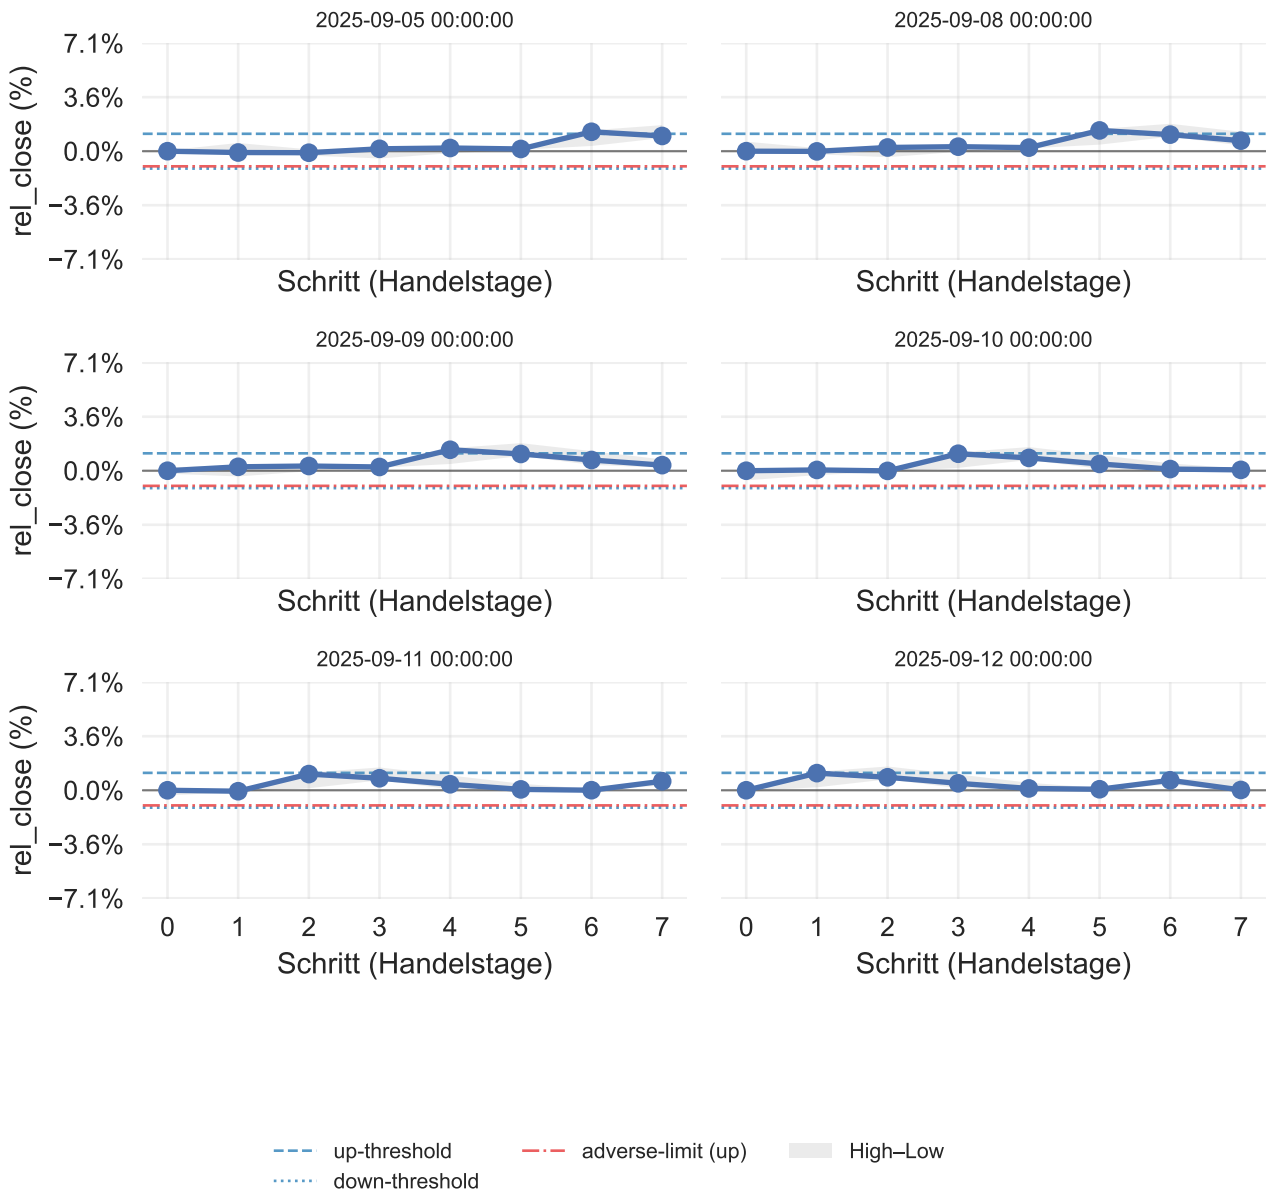 2025-09-05 00:00:00
2025-09-08 00:00:00
rel_close (%)
7.1%
3.6%
0.0%
−3.6%
−7.1%
Schritt (Handelstage)
Schritt (Handelstage)
2025-09-09 00:00:00
2025-09-10 00:00:00
rel_close (%)
7.1%
3.6%
0.0%
−3.6%
−7.1%
Schritt (Handelstage)
Schritt (Handelstage)
2025-09-11 00:00:00
2025-09-12 00:00:00
rel_close (%)
7.1%
3.6%
0.0%
−3.6%
−7.1%
0 1 2 3 4 5 6 7
0 1 2 3 4 5 6 7
Schritt (Handelstage)
Schritt (Handelstage)
up-threshold
down-threshold
adverse-limit (up)
High–Low